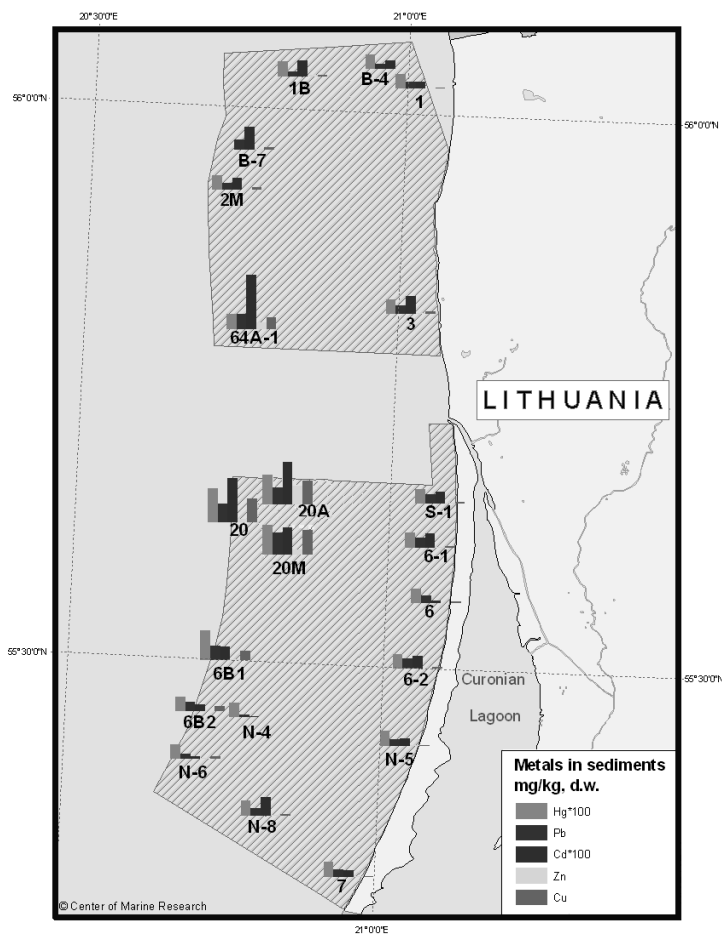 20°30'0"E
21°0'0"E
1B
B-4
1
56°0'0"N
56°0'0"N
B-7
2M
64A-1
3
LITHUANIA
20
20A
S-1
20M
6-1
6
55°30'0"N
6B1
6-2
55°30'0"N
Curonian
Lagoon
6B2
N-4
N-6
N-5
N-8
7
Metals in sediments
mg/kg, d.w.
Hg*100
Pb
Cd*100
Zn
Cu
© Center of Marine Research
21°0'0"E